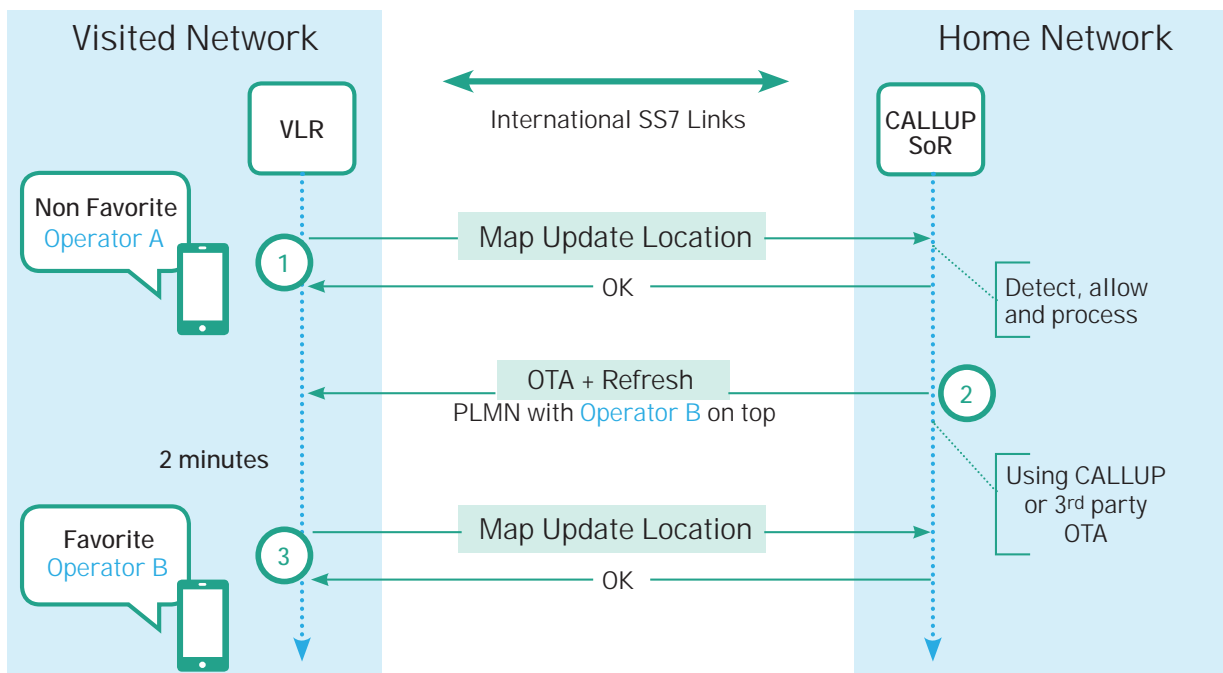 Visited Network
Home Network
International SS7 Links
VLR
CALLUP
SoR
Non Favorite
Operator A
1
Map Update Location
OK
Detect, allow
and process
OTA + Refresh
PLMN with Operator B on top
2
2 minutes
Using CALLUP
or 3rd party
OTA
Favorite
Operator B
3
Map Update Location
OK